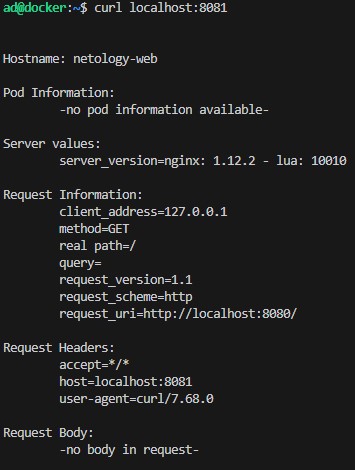 ad@docker:~$ curl localhost:8081
Hostname: netology-web
Pod Information:
-no pod information available-
Server values:
server_version=nginx: 1.12.2 - lua: 10010
Request Information:
client_address=127.0.0.1
method=GET
real path=/
query=
request_version=1.1
request_scheme=http
request_uri=http://localhost:8080/
Request Headers:
accept=*/*
host=localhost:8081
user-agent=curl/7.68.0
Request Body:
-no body in request-